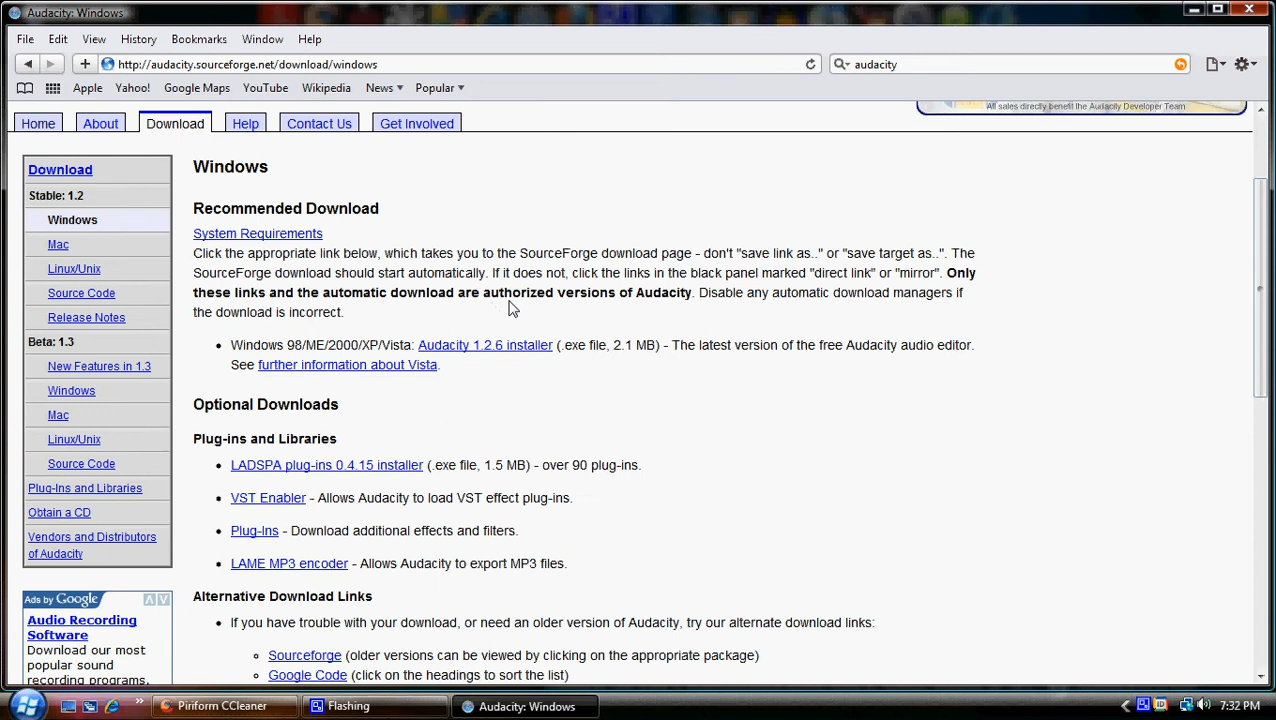 Audacity: Windows
File Edit View History Bookmarks Window Help
http://audacity.sourceforge.net/download/windows
audacity
Apple Yahoo! Google Maps YouTube Wikipedia News Popular
All sales directly benefit the Audacity Developer Team
Home About Download Help Contact Us Get Involved
Download
Stable: 1.2
Windows
Mac
Linux/Unix
Source Code
Release Notes
Beta: 1.3
New Features in 1.3
Windows
Mac
Linux/Unix
Source Code
Plug-Ins and Libraries
Obtain a CD
Vendors and Distributors
of Audacity
Ads by Google
Audio Recording
Software
Download our most
popular sound
recording programs.
Windows
Recommended Download
System Requirements
Click the appropriate link below, which takes you to the SourceForge download page - don't "save link as.." or "save target as..". The
SourceForge download should start automatically. If it does not, click the links in the black panel marked "direct link" or "mirror". Only
these links and the automatic download are authorized versions of Audacity. Disable any automatic download managers if
the download is incorrect.
• Windows 98/ME/2000/XP/Vista: Audacity 1.2.6 installer (.exe file, 2.1 MB) - The latest version of the free Audacity audio editor.
See further information about Vista.
Optional Downloads
Plug-ins and Libraries
• LADSPA plug-ins 0.4.15 installer (.exe file, 1.5 MB) - over 90 plug-ins.
• VST Enabler - Allows Audacity to load VST effect plug-ins.
• Plug-Ins - Download additional effects and filters.
• LAME MP3 encoder - Allows Audacity to export MP3 files.
Alternative Download Links
• If you have trouble with your download, or need an older version of Audacity, try our alternate download links:
Sourceforge (older versions can be viewed by clicking on the appropriate package)
Google Code (click on the headings to sort the list)
Piriform CCleaner Flashing Audacity: Windows 7:32 PM